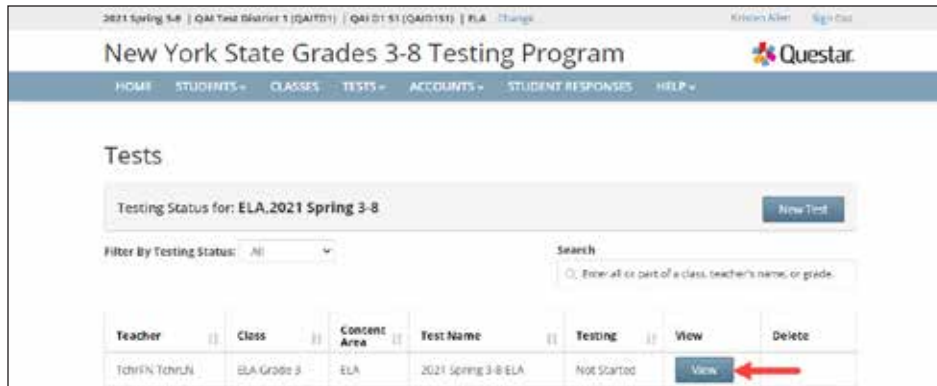 2021 Spring 3-8 | QAI Test District 1 (QAITD1) | QAI D1 S1 (QAID1S1) | ELA Change Kristen Allen Sign Out
New York State Grades 3-8 Testing Program Questar
HOME STUDENTS CLASSES TESTS ACCOUNTS STUDENT RESPONSES HELP
Tests
Testing Status for: ELA,2021 Spring 3-8 New Test
Filter By Testing Status: All Search
Enter all or part of a class, teacher's name, or grade.
Teacher Class Content Area Test Name Testing View Delete
TchrFN TchrLN ELA Grade 3 ELA 2021 Spring 3-8 ELA Not Started View